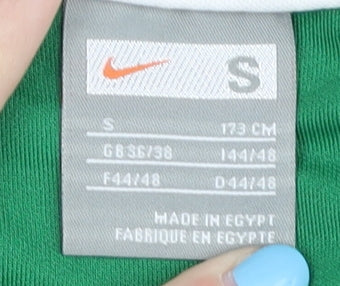 S
S 173 CM
GB 36/38 I 44/48
F 44/48 D 44/48
MADE IN EGYPT
FABRIQUE EN EGYPTE